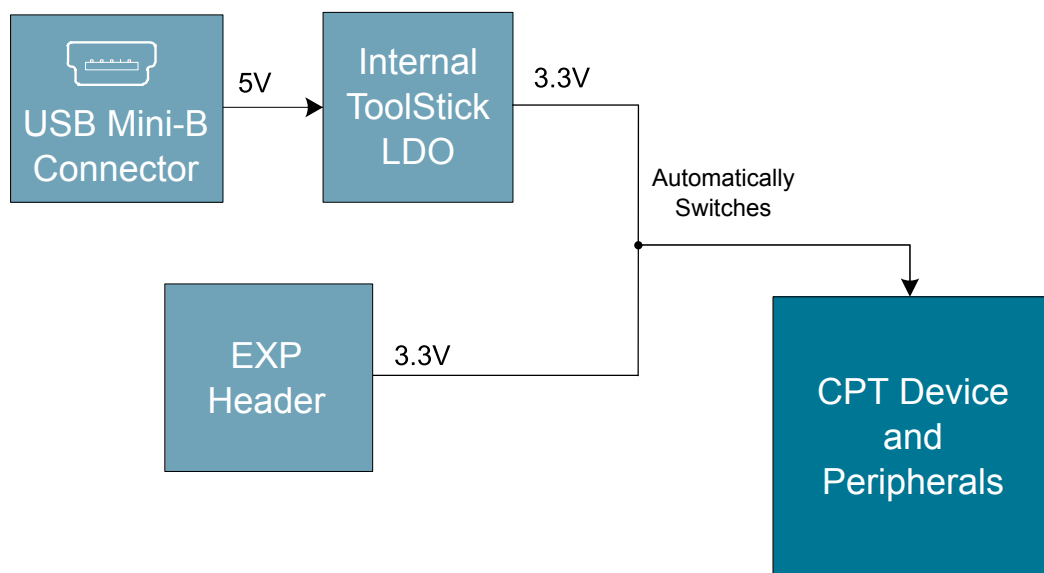 USB Mini-B
Connector
5V
Internal
ToolStick
LDO
3.3V
Automatically
Switches
EXP
Header
3.3V
CPT Device
and
Peripherals